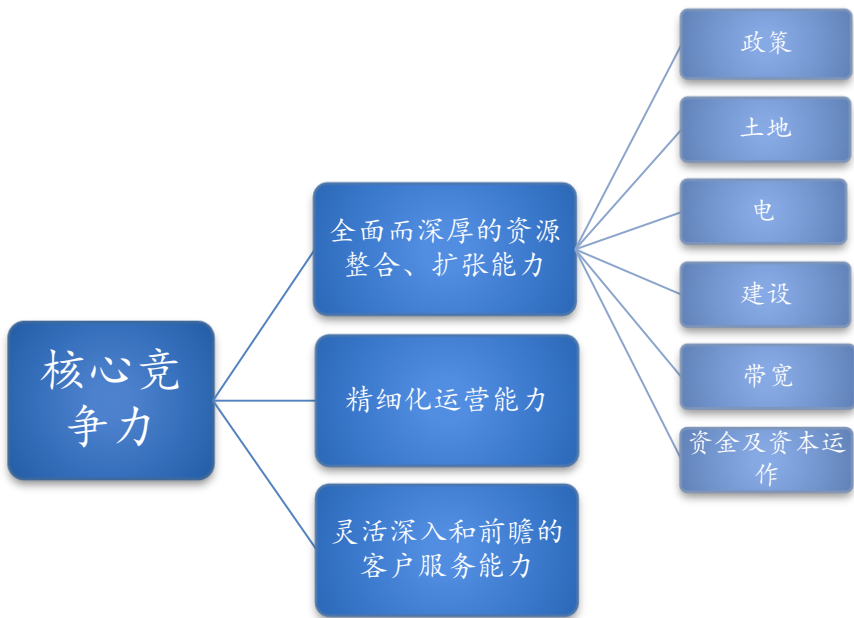 核心竞
争力
全面而深厚的资源
整合、扩张能力
精细化运营能力
灵活深入和前瞻的
客户服务能力
政策
土地
电
建设
带宽
资金及资本运
作